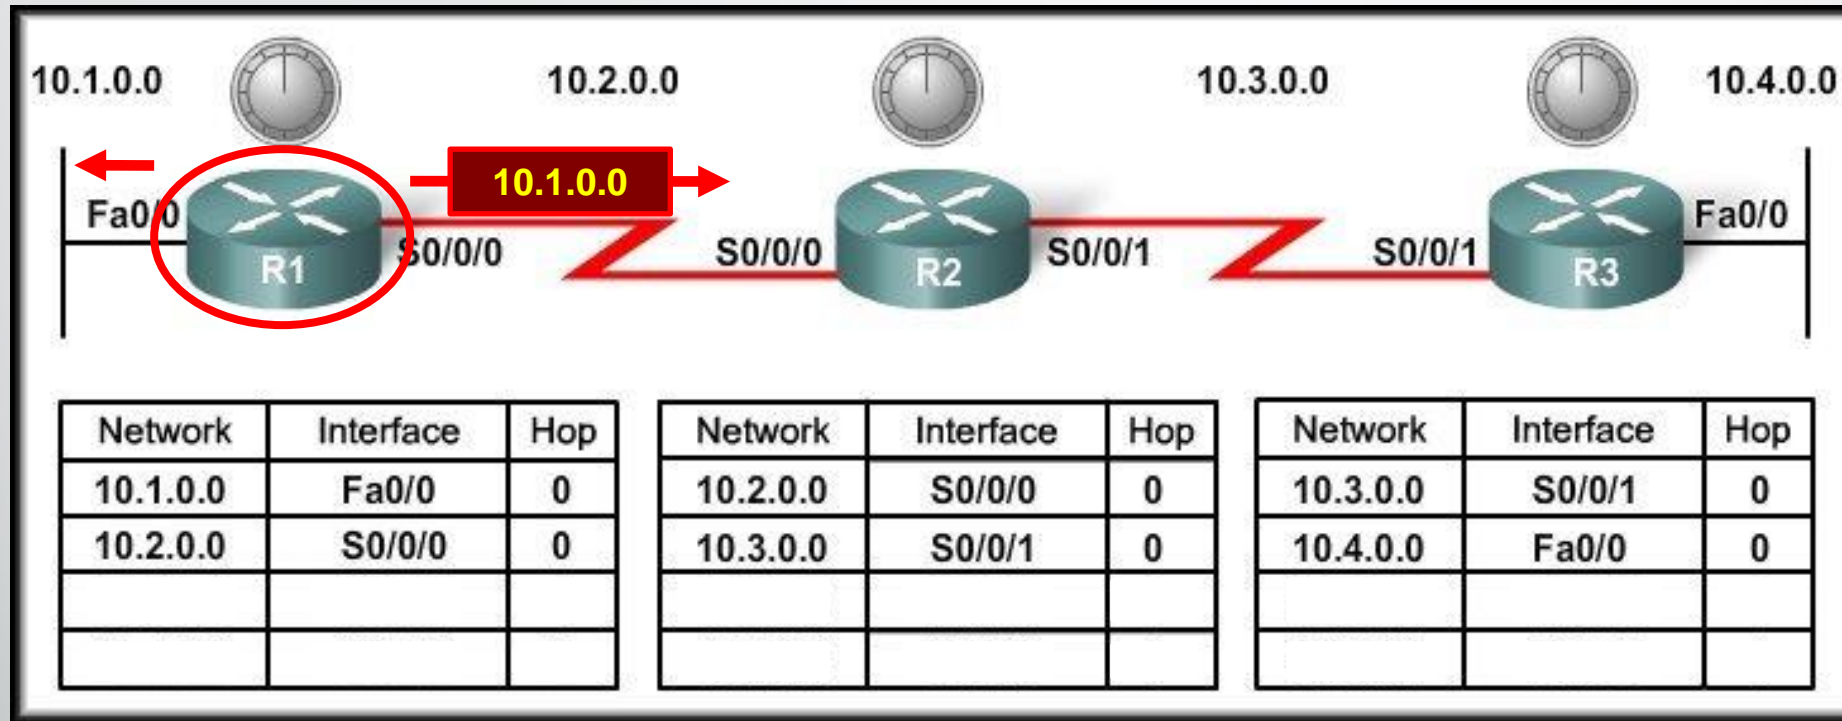 10.1.0.0 10.2.0.0 10.3.0.0 10.4.0.0
10.1.0.0
Fa0/0 Fa0/0
S0/0/0 S0/0/0 S0/0/1 S0/0/1
R1 R2 R3
Network Interface Hop Network Interface Hop Network Interface Hop
10.1.0.0 Fa0/0 0 10.2.0.0 S0/0/0 0 10.3.0.0 S0/0/1 0
10.2.0.0 S0/0/0 0 10.3.0.0 S0/0/1 0 10.4.0.0 Fa0/0 0